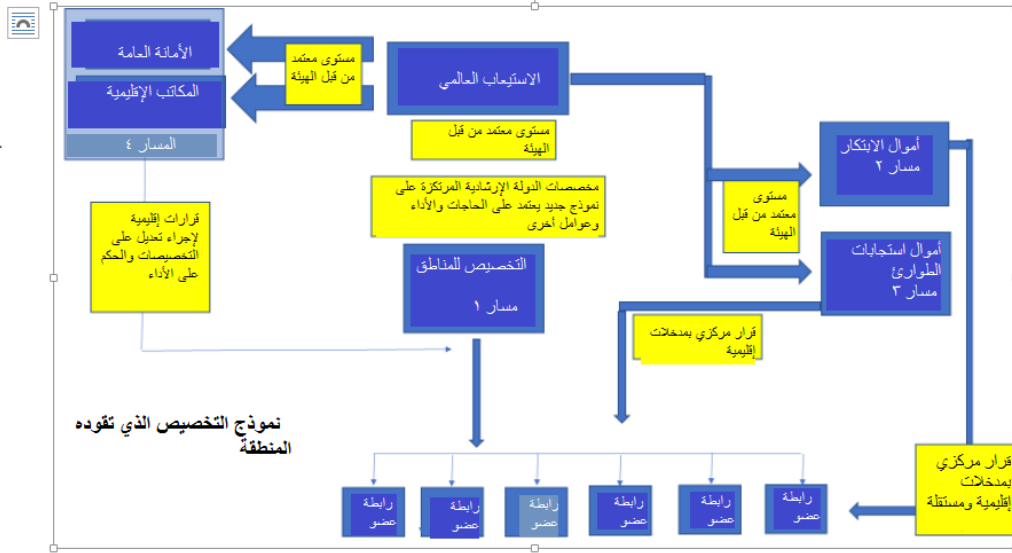 الأمانة العامة
المكاتب الإقليمية
المسار ٤
مستوى معتمد
من قبل الهيئة
الاستيعاب العالمي
مستوى معتمد من قبل
الهيئة
مخصصات الدولة الإرشادية المرتكزة على
نموذج جديد يعتمد على الحاجات والأداء
وعوامل أخرى
أموال الابتكار
مسار ٢
مستوى
معتمد من قبل
الهيئة
قرارات إقليمية
لإجراء تعديل على
التخصيصات والحكم
على الأداء
التخصيص للمناطق
مسار ١
أموال استجابات
الطوارئ
مسار ٣
قرار مركزي بمدخلات
إقليمية
نموذج التخصيص الذي تقوده
المنطقة
قرار مركزي
بمدخلات
إقليمية ومستقلة
رابطة
عضو
رابطة
عضو
رابطة
عضو
رابطة
عضو
رابطة
عضو
رابطة
عضو